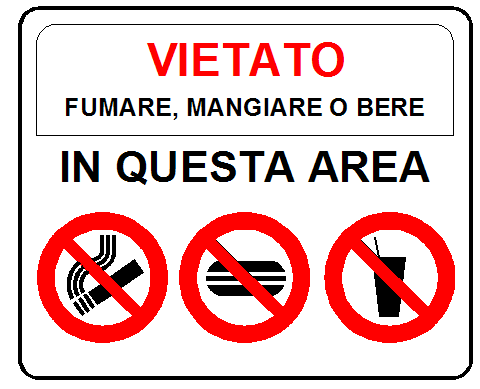 VIETATO
FUMARE, MANGIARE O BERE
IN QUESTA AREA